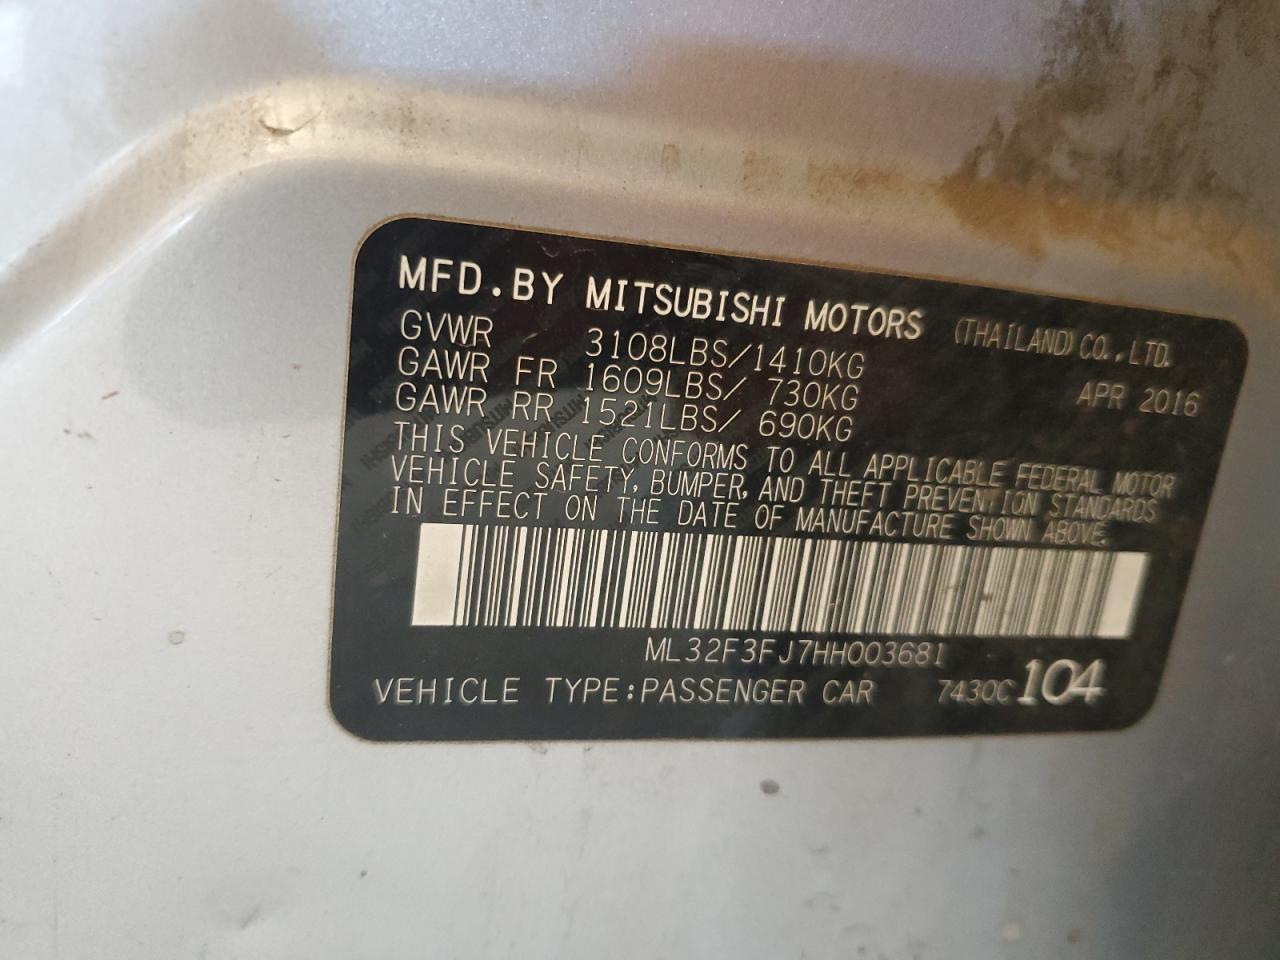 MFD.BY MITSUBISHI MOTORS (THAILAND) CO.,LTD.
GVWR 3108LBS/1410KG APR 2016
GAWR FR 1609LBS/ 730KG
GAWR RR 1521LBS/ 690KG
THIS VEHICLE CONFORMS TO ALL APPLICABLE FEDERAL MOTOR
VEHICLE SAFETY, BUMPER, AND THEFT PREVENTION STANDARDS
IN EFFECT ON THE DATE OF MANUFACTURE SHOWN ABOVE.
ML32F3FJ7HH003681
VEHICLE TYPE:PASSENGER CAR 7430C 104